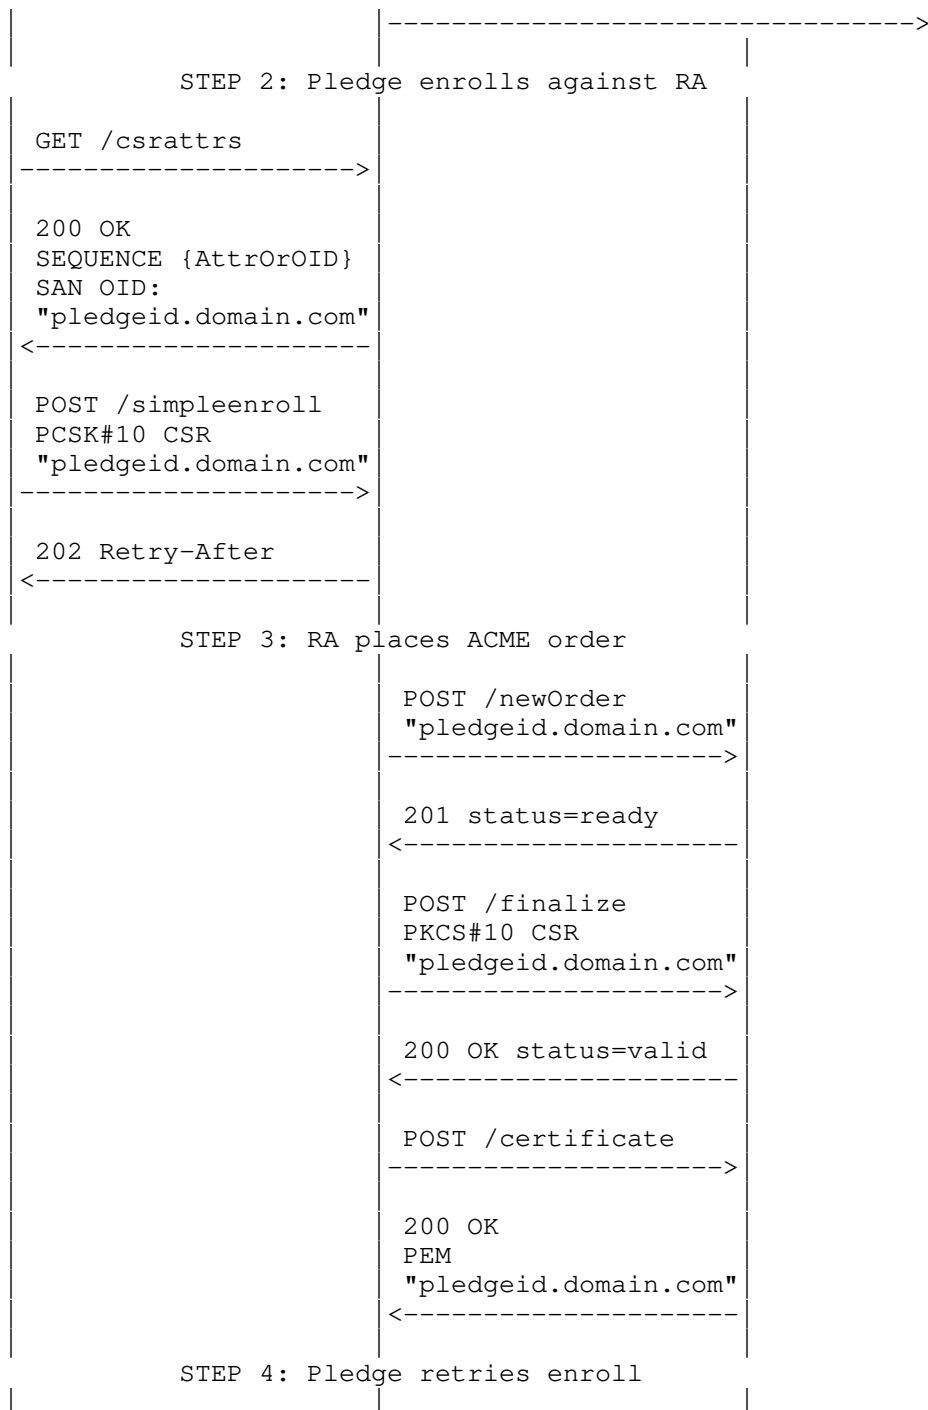 STEP 2: Pledge enrolls against RA
GET /csrattrs
200 OK
SEQUENCE {AttrOrOID}
SAN OID:
"pledgeid.domain.com"
POST /simpleenroll
PCSK#10 CSR
"pledgeid.domain.com"
202 Retry-After
STEP 3: RA places ACME order
POST /newOrder
"pledgeid.domain.com"
201 status=ready
POST /finalize
PKCS#10 CSR
"pledgeid.domain.com"
200 OK status=valid
POST /certificate
200 OK
PEM
"pledgeid.domain.com"
STEP 4: Pledge retries enroll